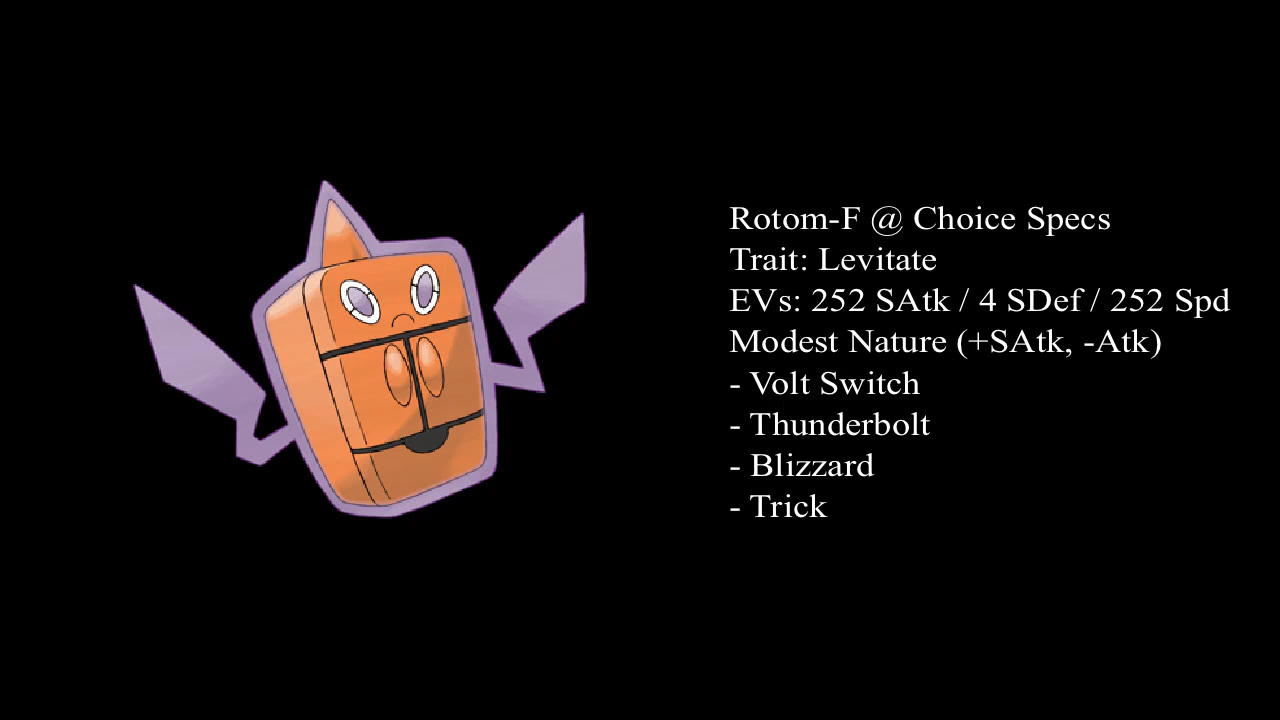 Rotom-F @ Choice Specs
Trait: Levitate
EVs: 252 SAtk / 4 SDef / 252 Spd
Modest Nature (+SAtk, -Atk)
- Volt Switch
- Thunderbolt
- Blizzard
- Trick